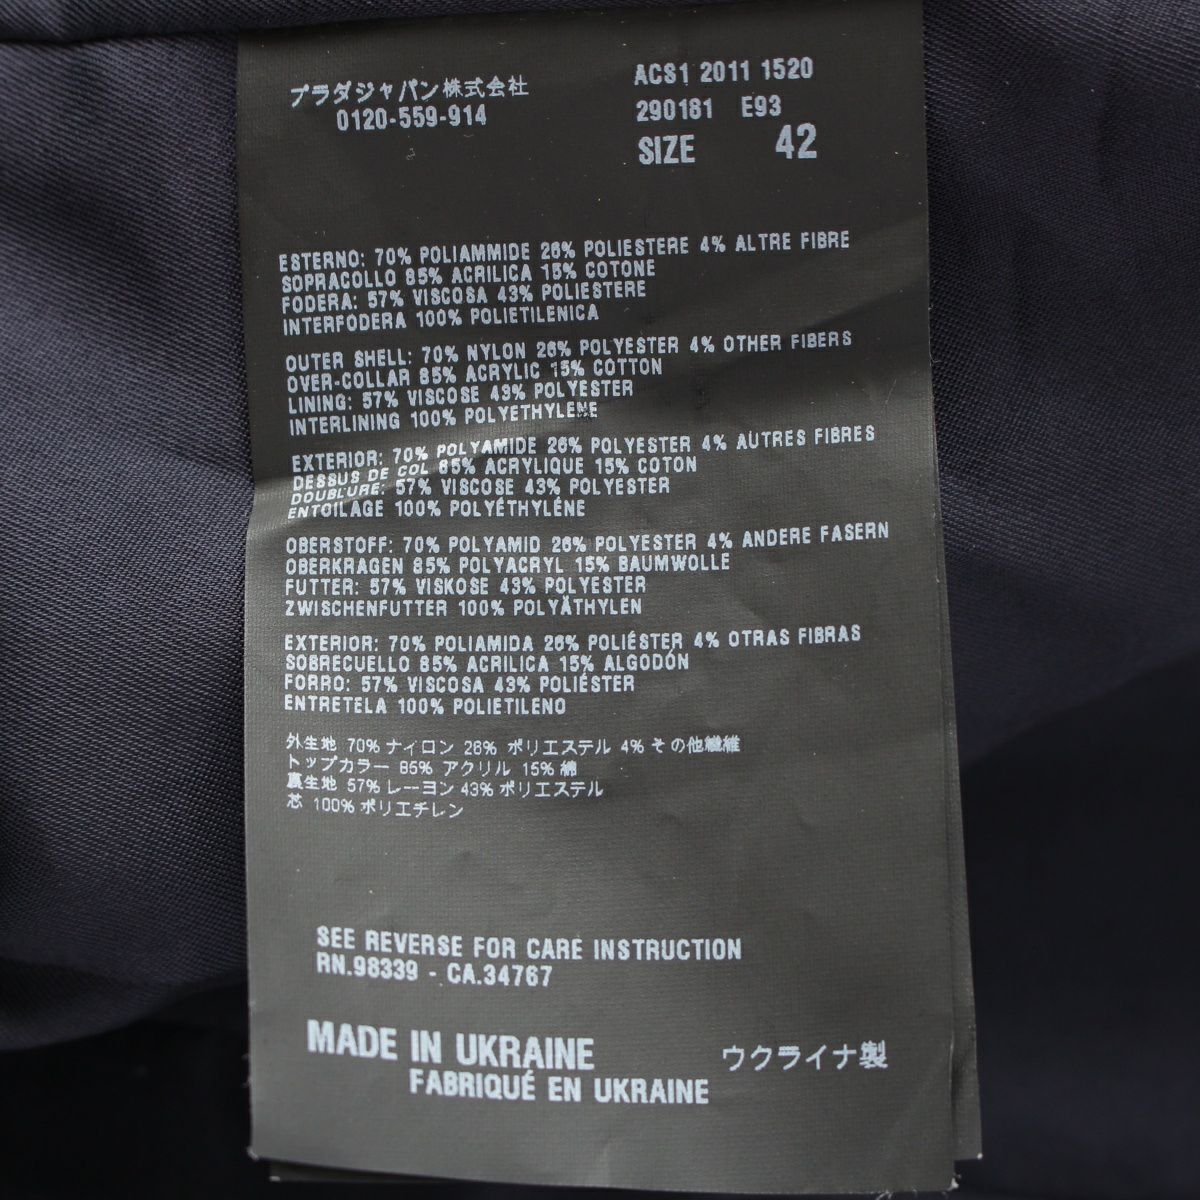 プラダジャパン株式会社
0120-559-914
ACS1 2011 1520
290181 E93
SIZE 42
ESTERNO: 70% POLIAMMIDE 26% POLIESTERE 4% ALTRE FIBRE
SOPRACOLLO 85% ACRILICA 15% COTONE
FODERA: 57% VISCOSA 43% POLIESTERE
INTERFODERA 100% POLIETILENICA
OUTER SHELL: 70% NYLON 26% POLYESTER 4% OTHER FIBERS
OVER-COLLAR 85% ACRYLIC 15% COTTON
LINING: 57% VISCOSE 43% POLYESTER
INTERLINING 100% POLYETHYLENE
EXTERIOR: 70% POLYAMIDE 26% POLYESTER 4% AUTRES FIBRES
DESSUS DE COL 85% ACRYLIQUE 15% COTON
DOUBLURE: 57% VISCOSE 43% POLYESTER
ENTOILAGE 100% POLYÉTHYLÉNE
OBERSTOFF: 70% POLYAMID 26% POLYESTER 4% ANDERE FASERN
OBERKRAGEN 85% POLYACRYL 15% BAUMWOLLE
FUTTER: 57% VISKOSE 43% POLYESTER
ZWISCHENFUTTER 100% POLYÄTHYLEN
EXTERIOR: 70% POLIAMIDA 26% POLIÉSTER 4% OTRAS FIBRAS
SOBRECUELLO 85% ACRILICA 15% ALGODÓN
FORRO: 57% VISCOSA 43% POLIÉSTER
ENTRETELA 100% POLIETILENO
外生地 70% ナイロン 26% ポリエステル 4% その他繊維
トップカラー 85% アクリル 15% 綿
裏生地 57% レーヨン 43% ポリエステル
芯 100% ポリエチレン
SEE REVERSE FOR CARE INSTRUCTION
RN.98339 - CA.34767
MADE IN UKRAINE ウクライナ製
FABRIQUÉ EN UKRAINE